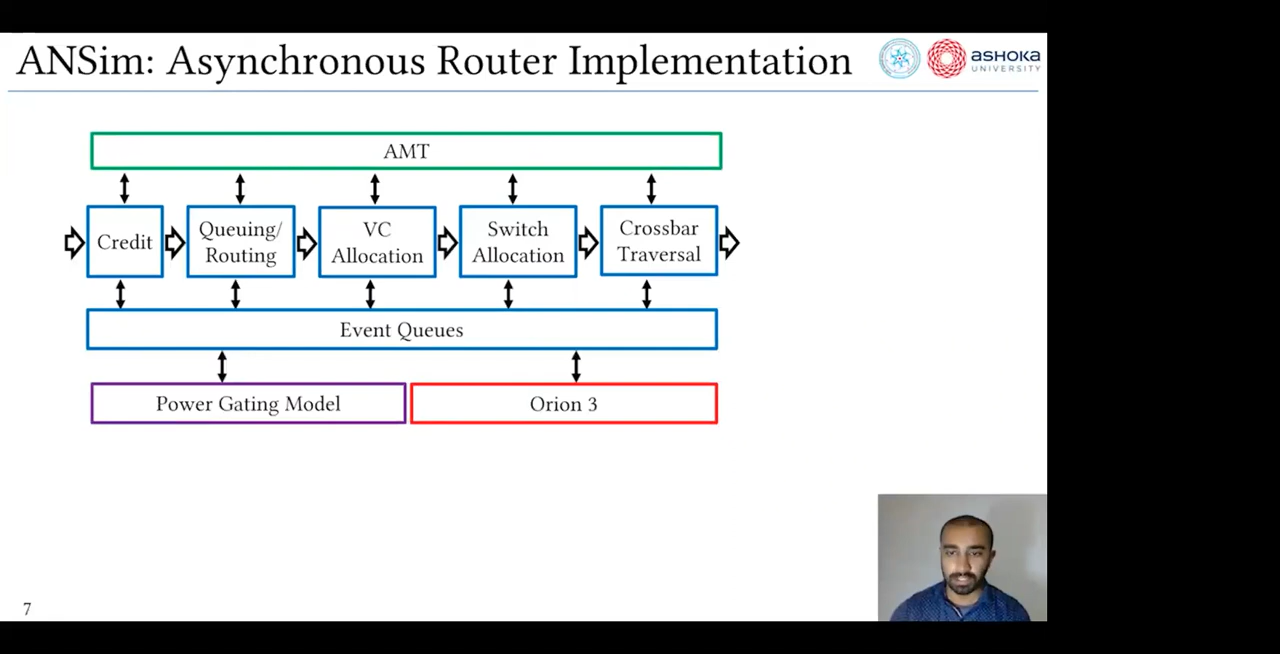 ANSim: Asynchronous Router Implementation
ASHOKA
UNIVERSITY
AMT
Credit
Queuing/
Routing
VC
Allocation
Switch
Allocation
Crossbar
Traversal
Event Queues
Power Gating Model
Orion 3
7